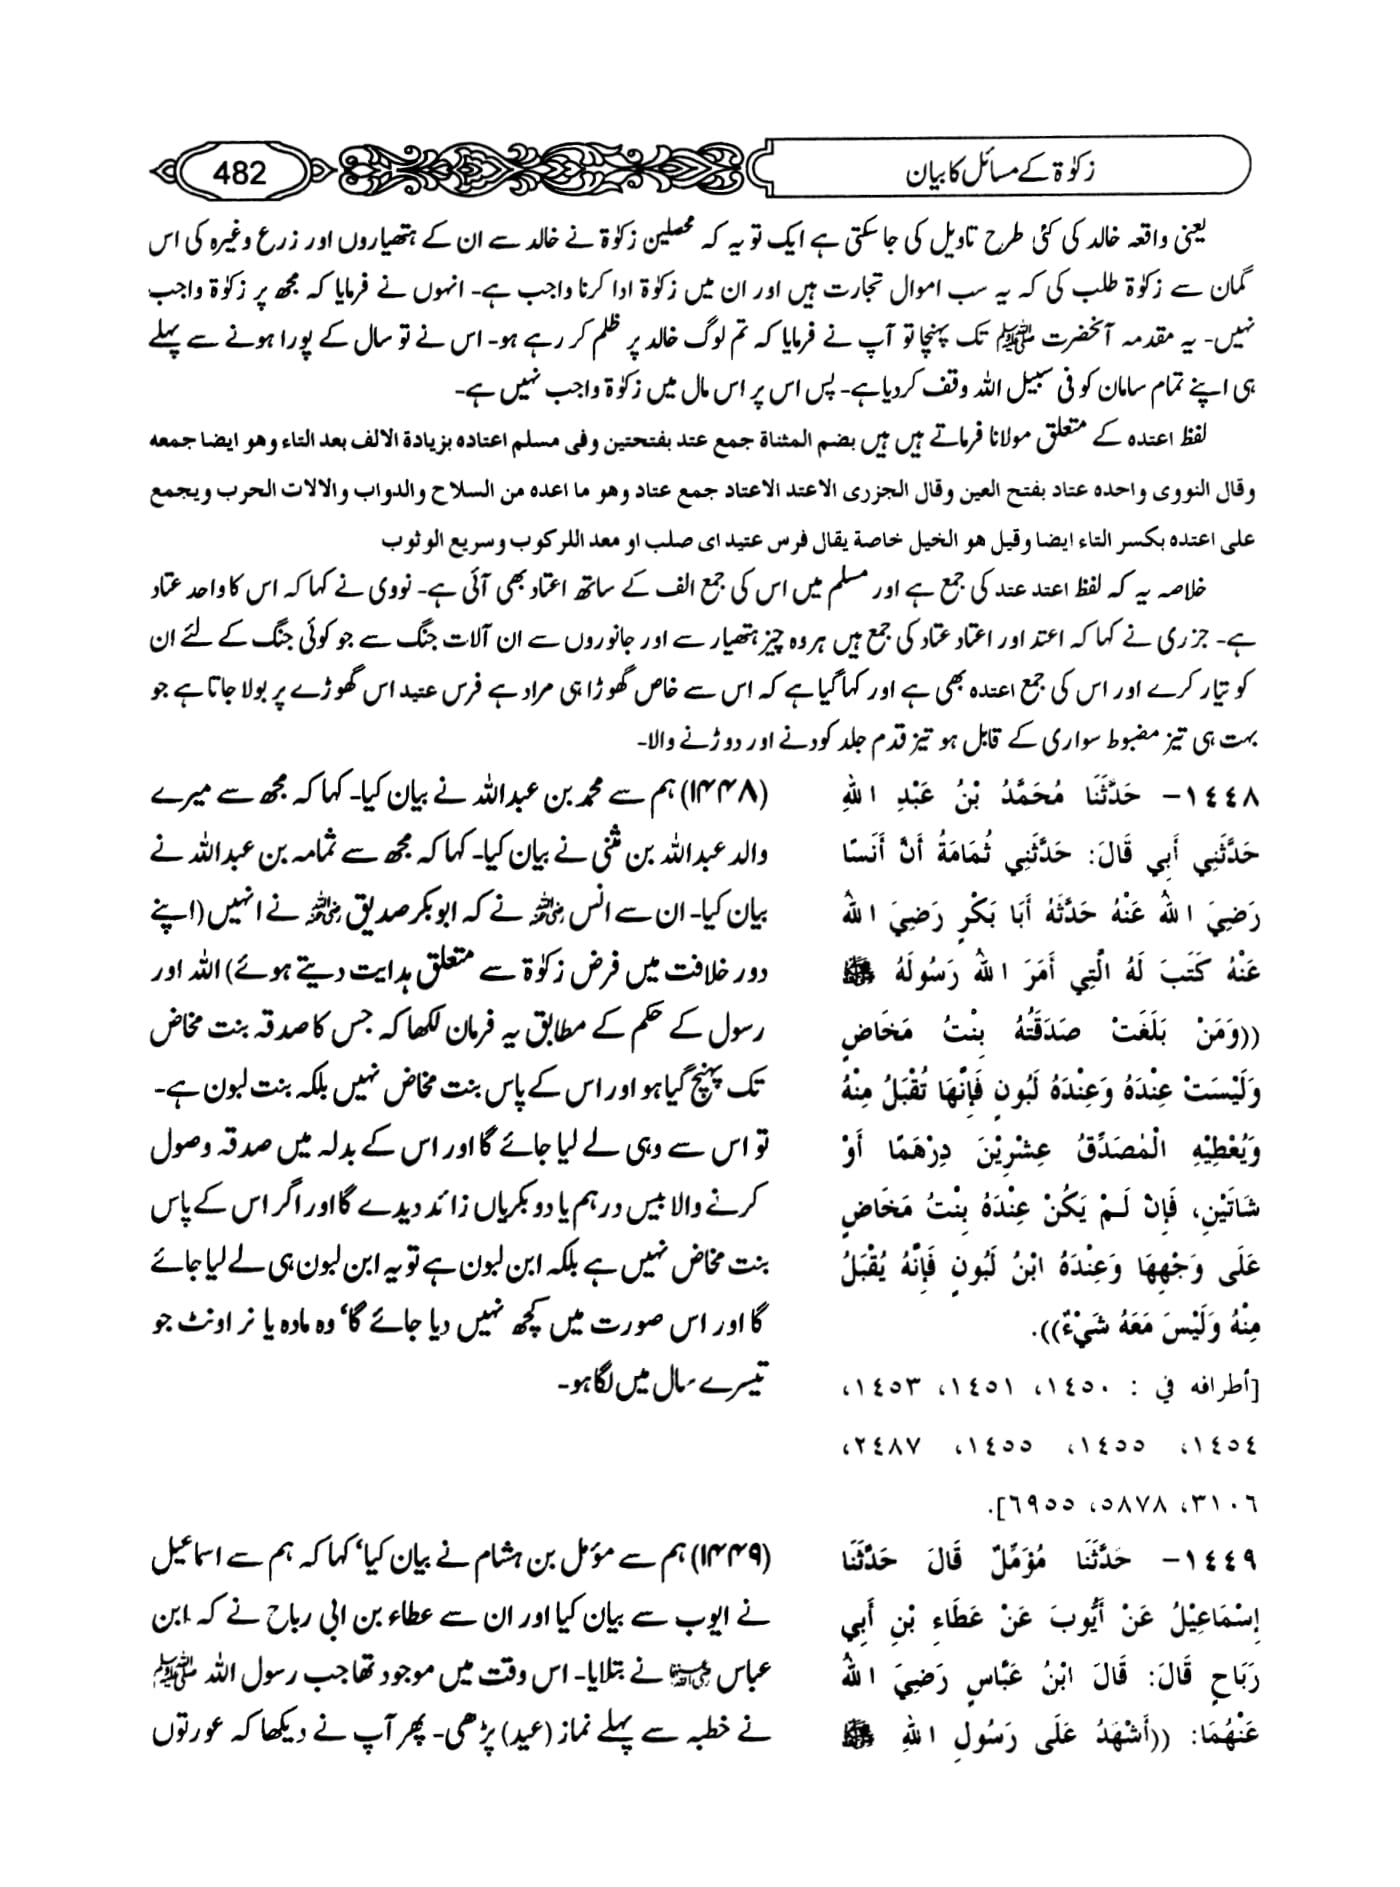 زکوٰۃ کے مسائل کا بیان
482
یعنی واقعہ خالد کی کئی طرح تاویل کی جا سکتی ہے ایک تو یہ کہ محصلین زکوٰۃ نے خالد سے ان کے ہتھیاروں اور زرع وغیرہ کی اس
گمان سے زکوٰۃ طلب کی کہ یہ سب اموال تجارت ہیں اور ان میں زکوٰۃ ادا کرنا واجب ہے۔ انہوں نے فرمایا کہ مجھ پر زکوٰۃ واجب
نہیں۔ یہ مقدمہ آنحضرت ﷺ تک پہنچا تو آپ نے فرمایا کہ تم لوگ خالد پر ظلم کر رہے ہو۔ اس نے تو سال کے پورا ہونے سے پہلے
ہی اپنے تمام سامان کو فی سبیل اللہ وقف کر دیا ہے۔ پس اس پر اس مال میں زکوٰۃ واجب نہیں ہے۔
لفظ اعتدہ کے متعلق مولانا فرماتے ہیں ہیں بضم المثناۃ جمع عتد بفتحتین وفی مسلم اعتادہ بزیادۃ الالف بعد التاء وھو ایضا جمعہ
وقال النووی واحدہ عتاد بفتح العین وقال الجزری الاعتد الاعتاد جمع عتاد وھو ما اعدہ من السلاح والدواب والالات الحرب ویجمع
علی اعتدہ بکسر التاء ایضا وقیل ھو الخیل خاصة یقال فرس عتید ای صلب او معد اللرکوب وسریع الوثوب
خلاصہ یہ کہ لفظ اعتد عتد کی جمع ہے اور مسلم میں اس کی جمع الف کے ساتھ اعتاد بھی آئی ہے۔ نووی نے کہا کہ اس کا واحد عتاد
ہے۔ جزری نے کہا کہ اعتد اور اعتاد عتاد کی جمع ہیں ہر وہ چیز ہتھیار سے اور جانوروں سے ان آلات جنگ سے جو کوئی جنگ کے لئے ان
کو تیار کرے اور اس کی جمع اعتدہ بھی ہے اور کہا گیا ہے کہ اس سے خاص گھوڑا ہی مراد ہے فرس عتید اس گھوڑے پر بولا جاتا ہے جو
بہت ہی تیز مضبوط سواری کے قابل ہو تیز قدم جلد کودنے اور دوڑنے والا۔
١٤٤٨- حَدَّثَنَا مُحَمَّدُ بْنُ عَبْدِ اللهِ
حَدَّثَنِي أَبِي قَالَ: حَدَّثَنِي ثُمَامَةُ أَنَّ أَنَسًا
رَضِيَ اللهُ عَنْهُ حَدَّثَهُ أَبَا بَكْرٍ رَضِيَ اللهُ
عَنْهُ كَتَبَ لَهُ الَّتِي أَمَرَ اللهُ رَسُولَهُ ﷺ
((وَمَنْ بَلَغَتْ صَدَقَتُهُ بِنْتُ مَخَاضٍ
وَلَيْسَتْ عِنْدَهُ وَعِنْدَهُ لَبُونٍ فَإِنَّهَا تُقْبَلُ مِنْهُ
وَيُعْطِيْهِ الْمُصَدِّقُ عِشْرِيْنَ دِرْهَمًا أَوْ
شَاتَيْنِ، فَإِنْ لَمْ يَكُنْ عِنْدَهُ بِنْتُ مَخَاضٍ
عَلَى وَجْهِهَا وَعِنْدَهُ ابْنُ لَبُونٍ فَإِنَّهُ يُقْبَلُ
مِنْهُ وَلَيْسَ مَعَهُ شَيْءٌ)).
[أطرافه في : ١٤٥٠، ١٤٥١، ١٤٥٣،
١٤٥٤، ١٤٥٥، ١٤٥٥، ٢٤٨٧،
٣١٠٦، ٥٨٧٨، ٦٩٥٥].
(۱۴۴۸) ہم سے محمد بن عبداللہ نے بیان کیا۔ کہا کہ مجھ سے میرے
والد عبداللہ بن مثنیٰ نے بیان کیا۔ کہا کہ مجھ سے ثمامہ بن عبداللہ نے
بیان کیا۔ ان سے انس رضی اللہ عنہ نے کہ ابو بکر صدیق رضی اللہ عنہ نے انہیں (اپنے
دور خلافت میں فرض زکوٰۃ سے متعلق ہدایت دیتے ہوئے) اللہ اور
رسول کے حکم کے مطابق یہ فرمان لکھا کہ جس کا صدقہ بنت مخاض
تک پہنچ گیا ہو اور اس کے پاس بنت مخاض نہیں بلکہ بنت لبون ہے۔
تو اس سے وہی لے لیا جائے گا اور اس کے بدلہ میں صدقہ وصول
کرنے والا بیس درہم یا دو بکریاں زائد دیدے گا اور اگر اس کے پاس
بنت مخاض نہیں ہے بلکہ ابن لبون ہے تو یہ ابن لبون ہی لے لیا جائے
گا اور اس صورت میں کچھ نہیں دیا جائے گا‘ وہ مادہ یا نر اونٹ جو
تیسرے سال میں لگا ہو۔
١٤٤٩- حَدَّثَنَا مُؤَمَّلٌ قَالَ حَدَّثَنَا
إِسْمَاعِيْلُ عَنْ أَيُّوبَ عَنْ عَطَاءِ بْنِ أَبِي
رَبَاحٍ قَالَ: قَالَ ابْنُ عَبَّاسٍ رَضِيَ اللهُ
عَنْهُمَا: ((أَشْهَدُ عَلَى رَسُولِ اللهِ ﷺ
(۱۴۴۹) ہم سے مؤمل بن ہشام نے بیان کیا‘ کہا کہ ہم سے اسماعیل
نے ایوب سے بیان کیا اور ان سے عطاء بن ابی رباح نے کہ ابن
عباس رضی اللہ عنہما نے بتلایا۔ اس وقت میں موجود تھا جب رسول اللہ ﷺ
نے خطبہ سے پہلے نماز (عید) پڑھی۔ پھر آپ نے دیکھا کہ عورتوں